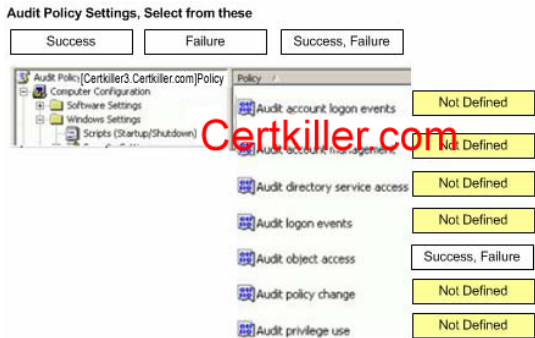 Audit Policy Settings, Select from these
Success Failure Success, Failure
Audit Policy [Certkiller3.Certkiller.com]Policy
Computer Configuration
Software Settings
Windows Settings
Scripts (Startup/Shutdown)
Policy
Audit account logon events Not Defined
Certkiller.com
Audit account management Not Defined
Audit directory service access Not Defined
Audit logon events Not Defined
Audit object access Success, Failure
Audit policy change Not Defined
Audit privilege use Not Defined